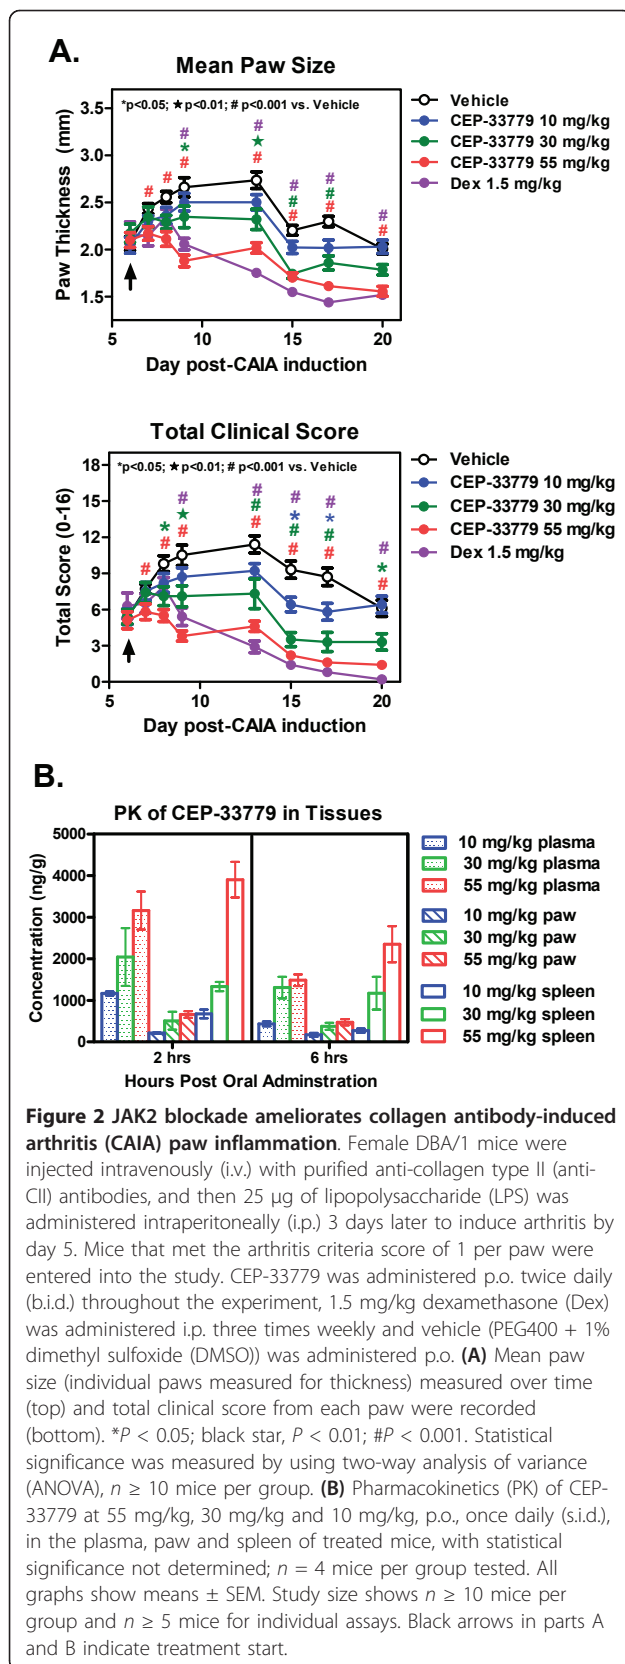 A.
Mean Paw Size
*p<0.05; ★p<0.01; # p<0.001 vs. Vehicle
Vehicle
CEP-33779 10 mg/kg
CEP-33779 30 mg/kg
CEP-33779 55 mg/kg
Dex 1.5 mg/kg
Paw Thickness (mm)
3.5
3.0
2.5
2.0
1.5
5 10 15 20
Day post-CAIA induction
Total Clinical Score
*p<0.05; ★ p<0.01; # p<0.001 vs. Vehicle
Vehicle
CEP-33779 10 mg/kg
CEP-33779 30 mg/kg
CEP-33779 55 mg/kg
Dex 1.5 mg/kg
Total Score (0-16)
18
15
12
9
6
3
0
5 10 15 20
Day post-CAIA induction
B.
PK of CEP-33779 in Tissues
Concentration (ng/g)
5000
4000
3000
2000
1000
0
2 hrs 6 hrs
Hours Post Oral Adminstration
10 mg/kg plasma
30 mg/kg plasma
55 mg/kg plasma
10 mg/kg paw
30 mg/kg paw
55 mg/kg paw
10 mg/kg spleen
30 mg/kg spleen
55 mg/kg spleen
Figure 2 JAK2 blockade ameliorates collagen antibody-induced
arthritis (CAIA) paw inflammation. Female DBA/1 mice were
injected intravenously (i.v.) with purified anti-collagen type II (anti-
CII) antibodies, and then 25 μg of lipopolysaccharide (LPS) was
administered intraperitoneally (i.p.) 3 days later to induce arthritis by
day 5. Mice that met the arthritis criteria score of 1 per paw were
entered into the study. CEP-33779 was administered p.o. twice daily
(b.i.d.) throughout the experiment, 1.5 mg/kg dexamethasone (Dex)
was administered i.p. three times weekly and vehicle (PEG400 + 1%
dimethyl sulfoxide (DMSO)) was administered p.o. (A) Mean paw
size (individual paws measured for thickness) measured over time
(top) and total clinical score from each paw were recorded
(bottom). *P < 0.05; black star, P < 0.01; #P < 0.001. Statistical
significance was measured by using two-way analysis of variance
(ANOVA), n ≥ 10 mice per group. (B) Pharmacokinetics (PK) of CEP-
33779 at 55 mg/kg, 30 mg/kg and 10 mg/kg, p.o., once daily (s.i.d.),
in the plasma, paw and spleen of treated mice, with statistical
significance not determined; n = 4 mice per group tested. All
graphs show means ± SEM. Study size shows n ≥ 10 mice per
group and n ≥ 5 mice for individual assays. Black arrows in parts A
and B indicate treatment start.